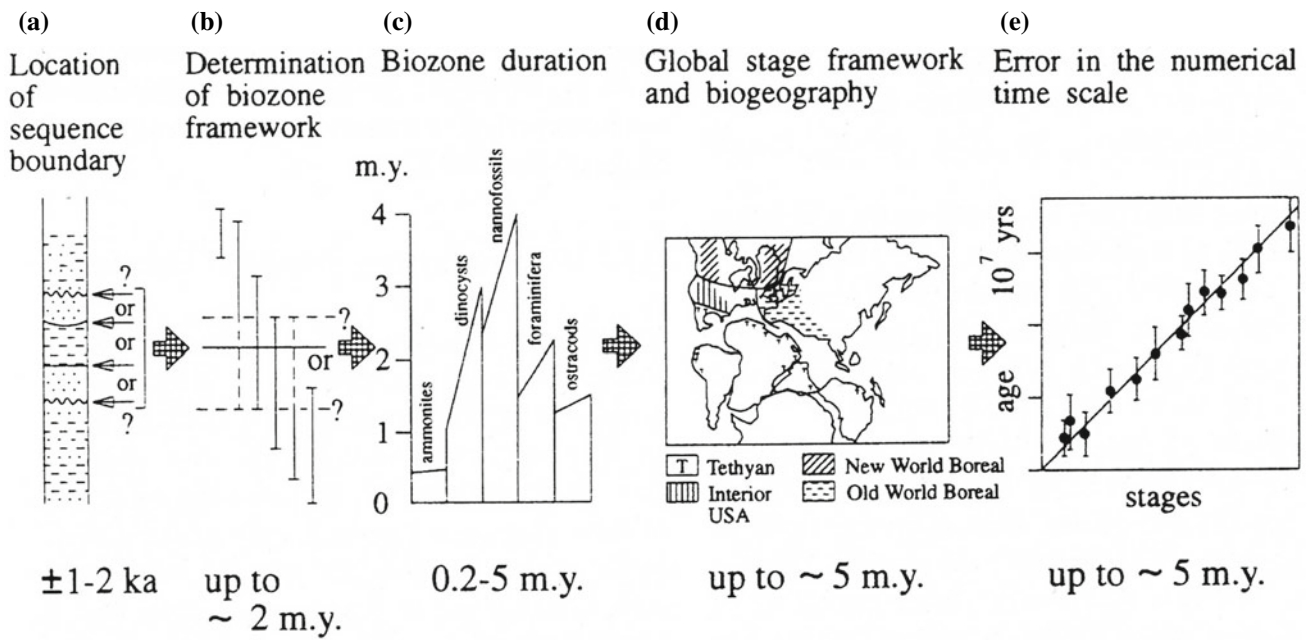 (a)
Location
of
sequence
boundary
?
or
or
or
?
±1-2 ka
(b)
Determination
of biozone
framework
?
or
?
up to
~ 2 m.y.
(c)
Biozone duration
m.y.
4
3
2
1
0
ammonites
dinocysts
nannofossils
foraminifera
ostracods
0.2-5 m.y.
(d)
Global stage framework
and biogeography
T Tethyan
Interior
USA
New World Boreal
Old World Boreal
up to ~ 5 m.y.
(e)
Error in the numerical
time scale
age 10⁷ yrs
stages
up to ~ 5 m.y.